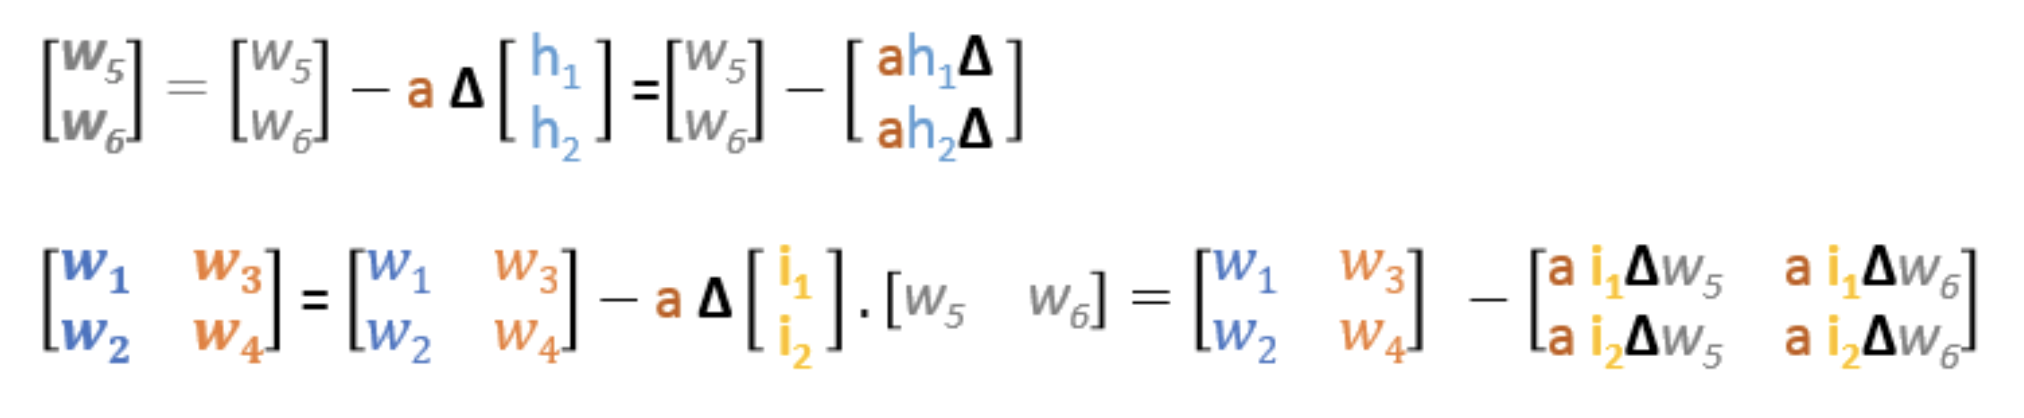 [w₅ w₆] = [w₅ w₆] − a Δ [h₁ h₂] = [w₅ w₆] − [ah₁Δ ah₂Δ]
[w₁ w₃ w₂ w₄] = [w₁ w₃ w₂ w₄] − a Δ [i₁ i₂] . [w₅ w₆] = [w₁ w₃ w₂ w₄] − [a i₁Δw₅ a i₁Δw₆ a i₂Δw₅ a i₂Δw₆]